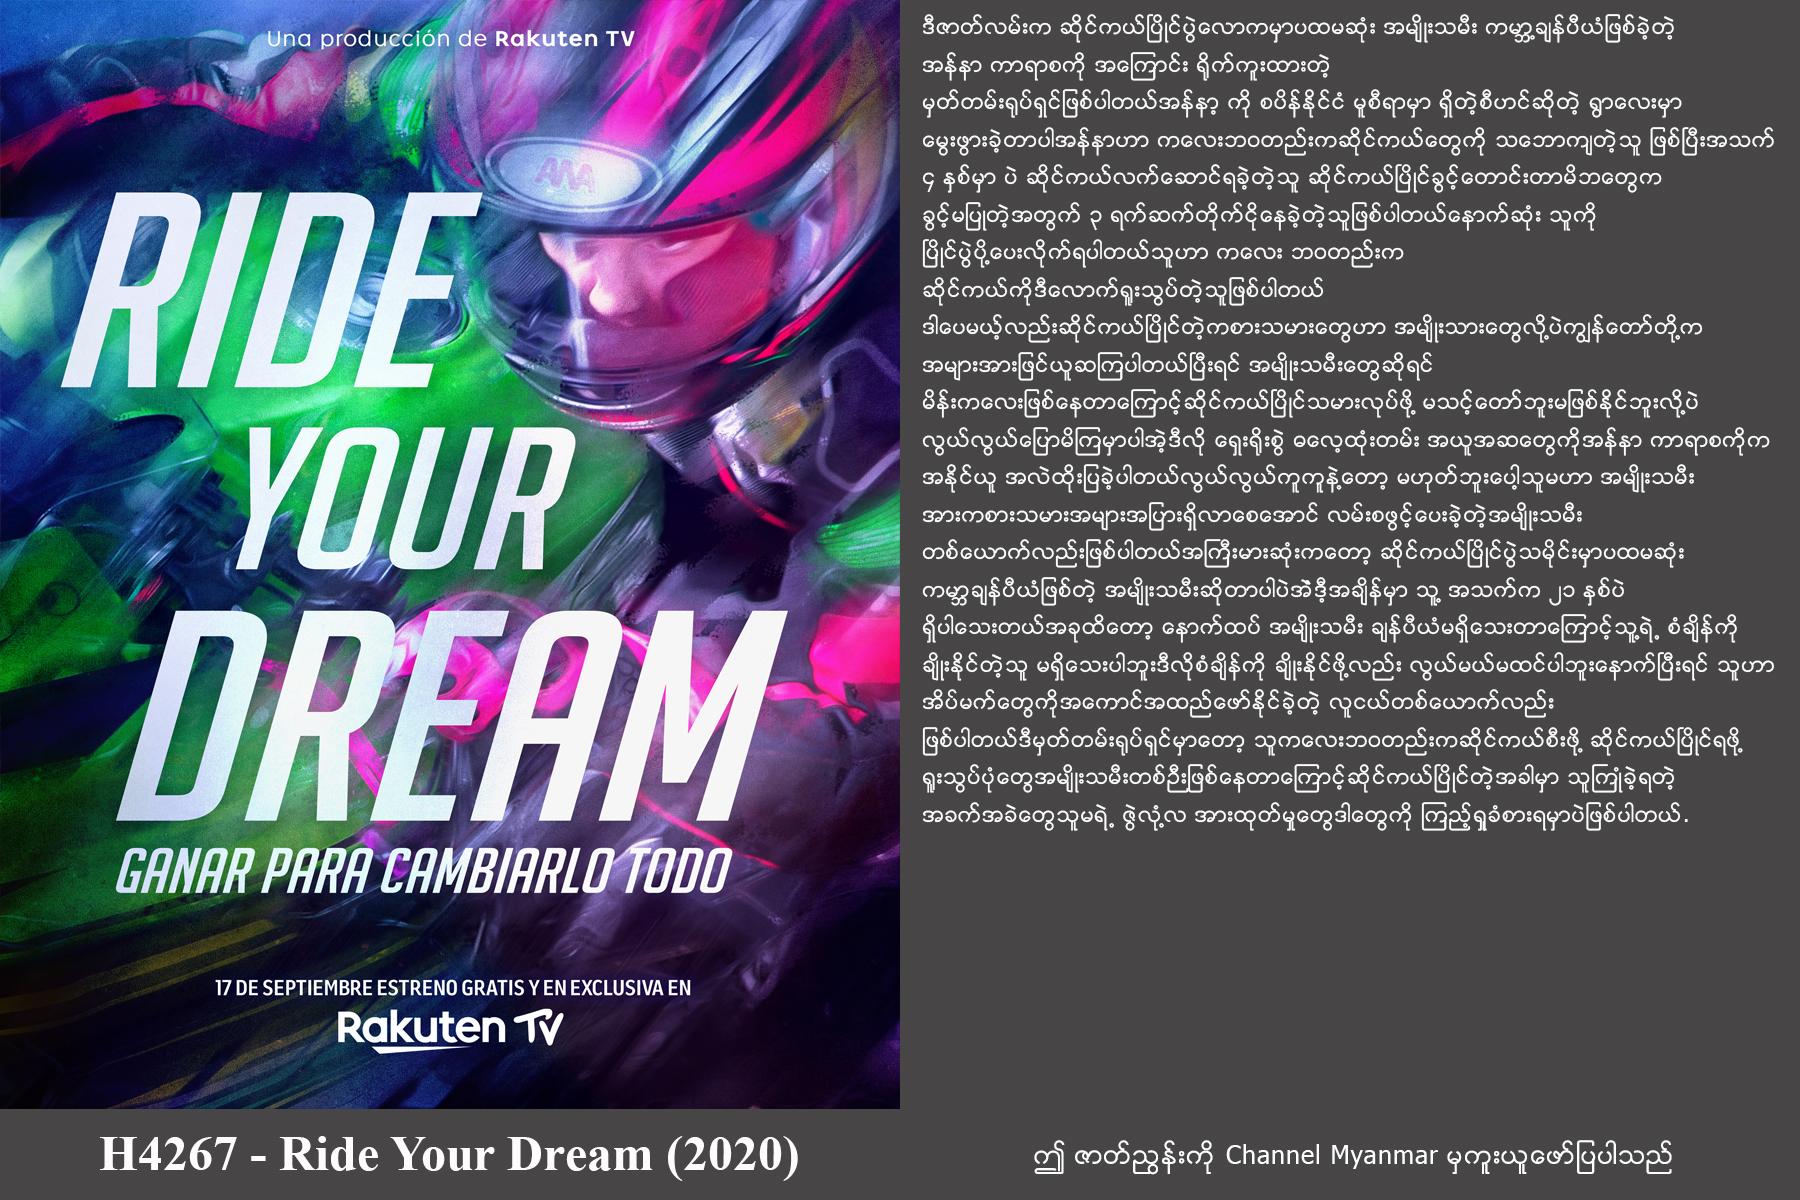 Una producción de Rakuten TV
RIDE
YOUR
DREAM
GANAR PARA CAMBIARLO TODO
17 DE SEPTIEMBRE ESTRENO GRATIS Y EN EXCLUSIVA EN
Rakuten TV
H4267 - Ride Your Dream (2020)
ဒီဇာတ်လမ်းက ဆိုင်ကယ်ပြိုင်ပွဲလောကမှာပထမဆုံး အမျိုးသမီး ကမ္ဘာ့ချန်ပီယံဖြစ်ခဲ့တဲ့
အန်နာ ကာရာစကို အကြောင်း ရိုက်ကူးထားတဲ့
မှတ်တမ်းရုပ်ရှင်ဖြစ်ပါတယ်အန်နာ့ ကို စပိန်နိုင်ငံ မူစီရာမှာ ရှိတဲ့စီဟင်ဆိုတဲ့ ရွာလေးမှာ
မွေးဖွားခဲ့တာပါအန်နာဟာ ကလေးဘဝတည်းကဆိုင်ကယ်တွေကို သဘောကျတဲ့သူ ဖြစ်ပြီးအသက်
၄ နှစ်မှာ ပဲ ဆိုင်ကယ်လက်ဆောင်ရခဲ့တဲ့သူ ဆိုင်ကယ်ပြိုင်ခွင့်တောင်းတာမိဘတွေက
ခွင့်မပြုတဲ့အတွက် ၃ ရက်ဆက်တိုက်ငိုနေခဲ့တဲ့သူဖြစ်ပါတယ်နောက်ဆုံး သူကို
ပြိုင်ပွဲပို့ပေးလိုက်ရပါတယ်သူဟာ ကလေး ဘဝတည်းက
ဆိုင်ကယ်ကိုဒီလောက်ရူးသွပ်တဲ့သူဖြစ်ပါတယ်
ဒါပေမယ့်လည်းဆိုင်ကယ်ပြိုင်တဲ့ကစားသမားတွေဟာ အမျိုးသားတွေလို့ပဲကျွန်တော်တို့က
အများအားဖြင့်ယူဆကြပါတယ်ပြီးရင် အမျိုးသမီးတွေဆိုရင်
မိန်းကလေးဖြစ်နေတာကြောင့်ဆိုင်ကယ်ပြိုင်သမားလုပ်ဖို့ မသင့်တော်ဘူးမဖြစ်နိုင်ဘူးလို့ပဲ
လွယ်လွယ်ပြောမိကြမှာပါအဲ့ဒီလို ရှေးရိုးစွဲ ဓလေ့ထုံးတမ်း အယူအဆတွေကိုအန်နာ ကာရာစကိုက
အနိုင်ယူ အလဲထိုးပြခဲ့ပါတယ်လွယ်လွယ်ကူကူနဲ့တော့ မဟုတ်ဘူးပေါ့သူမဟာ အမျိုးသမီး
အားကစားသမားအများအပြားရှိလာစေအောင် လမ်းစဖွင့်ပေးခဲ့တဲ့အမျိုးသမီး
တစ်ယောက်လည်းဖြစ်ပါတယ်အကြီးမားဆုံးကတော့ ဆိုင်ကယ်ပြိုင်ပွဲသမိုင်းမှာပထမဆုံး
ကမ္ဘာချန်ပီယံဖြစ်တဲ့ အမျိုးသမီးဆိုတာပါပဲအဲဒီ့အချိန်မှာ သူ့ အသက်က ၂၁ နှစ်ပဲ
ရှိပါသေးတယ်အခုထိတော့ နောက်ထပ် အမျိုးသမီး ချန်ပီယံမရှိသေးတာကြောင့်သူ့ရဲ့ စံချိန်ကို
ချိုးနိုင်တဲ့သူ မရှိသေးပါဘူးဒီလိုစံချိန်ကို ချိုးနိုင်ဖို့လည်း လွယ်မယ်မထင်ပါဘူးနောက်ပြီးရင် သူဟာ
အိပ်မက်တွေကိုအကောင်အထည်ဖော်နိုင်ခဲ့တဲ့ လူငယ်တစ်ယောက်လည်း
ဖြစ်ပါတယ်ဒီမှတ်တမ်းရုပ်ရှင်မှာတော့ သူကလေးဘဝတည်းကဆိုင်ကယ်စီးဖို့ ဆိုင်ကယ်ပြိုင်ရဖို့
ရူးသွပ်ပုံတွေအမျိုးသမီးတစ်ဦးဖြစ်နေတာကြောင့်ဆိုင်ကယ်ပြိုင်တဲ့အခါမှာ သူကြုံခဲ့ရတဲ့
အခက်အခဲတွေသူမရဲ့ ဇွဲလုံ့လ အားထုတ်မှုတွေဒါတွေကို ကြည့်ရှုခံစားရမှာပဲဖြစ်ပါတယ်.
ဤ ဇာတ်ညွှန်းကို Channel Myanmar မှကူးယူဖော်ပြပါသည်